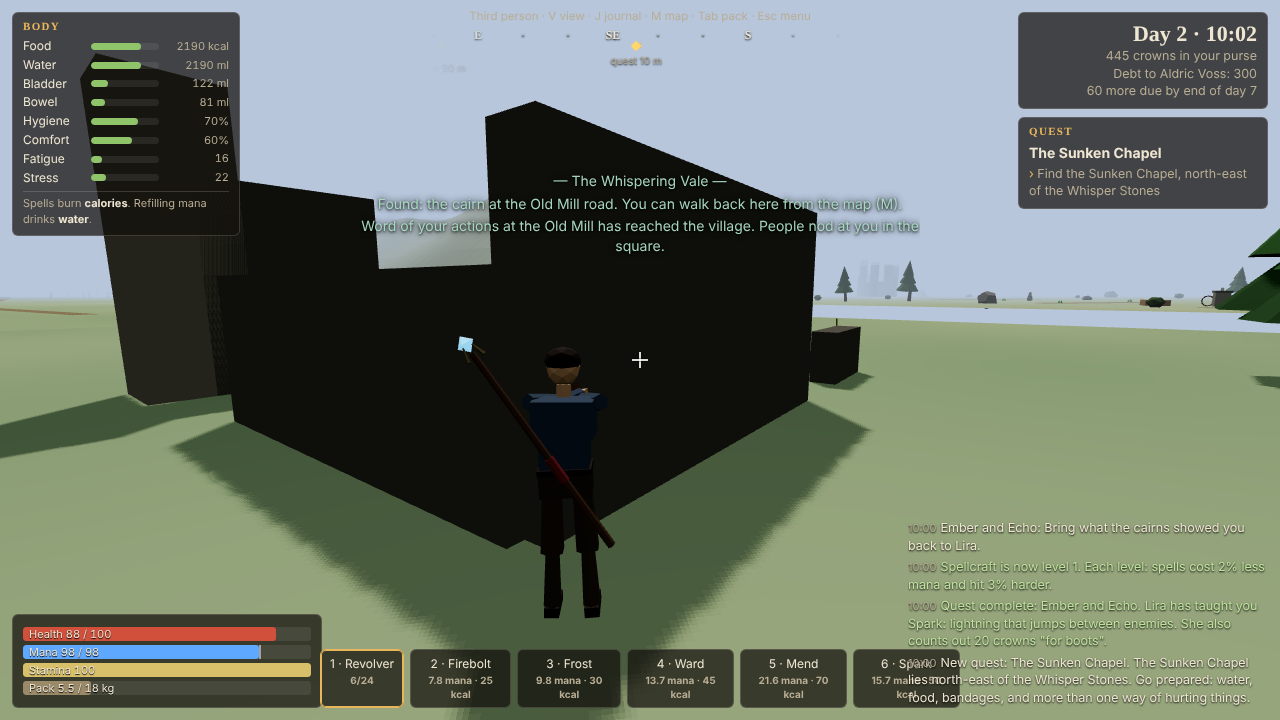 BODY
Food 2190 kcal
Water 2190 ml
Bladder 122 ml
Bowel 81 ml
Hygiene 70%
Comfort 60%
Fatigue 16
Stress 22
Spells burn calories. Refilling mana
drinks water.
Third person · V view · J journal · M map · Tab pack · Esc menu
E SE S
quest 10 m
Day 2 · 10:02
445 crowns in your purse
Debt to Aldric Voss: 300
60 more due by end of day 7
QUEST
The Sunken Chapel
› Find the Sunken Chapel, north-east
of the Whisper Stones
— The Whispering Vale —
Found: the cairn at the Old Mill road. You can walk back here from the map (M).
Word of your actions at the Old Mill has reached the village. People nod at you in the
square.
10:00 Ember and Echo: Bring what the cairns showed you
back to Lira.
10:00 Spellcraft is now level 1. Each level: spells cost 2% less
mana and hit 3% harder.
10:00 Quest complete: Ember and Echo. Lira has taught you
Spark: lightning that jumps between enemies. She also
counts out 20 crowns "for boots".
10:00 New quest: The Sunken Chapel. The Sunken Chapel
lies north-east of the Whisper Stones. Go prepared: water,
food, bandages, and more than one way of hurting things.
Health 88 / 100
Mana 98 / 98
Stamina 100
Pack 5.5 / 18 kg
1 · Revolver
6/24
2 · Firebolt
7.8 mana · 25
kcal
3 · Frost
9.8 mana · 30
kcal
4 · Ward
13.7 mana · 45
kcal
5 · Mend
21.6 mana · 70
kcal
6 · Spark
15.7 mana
kcal